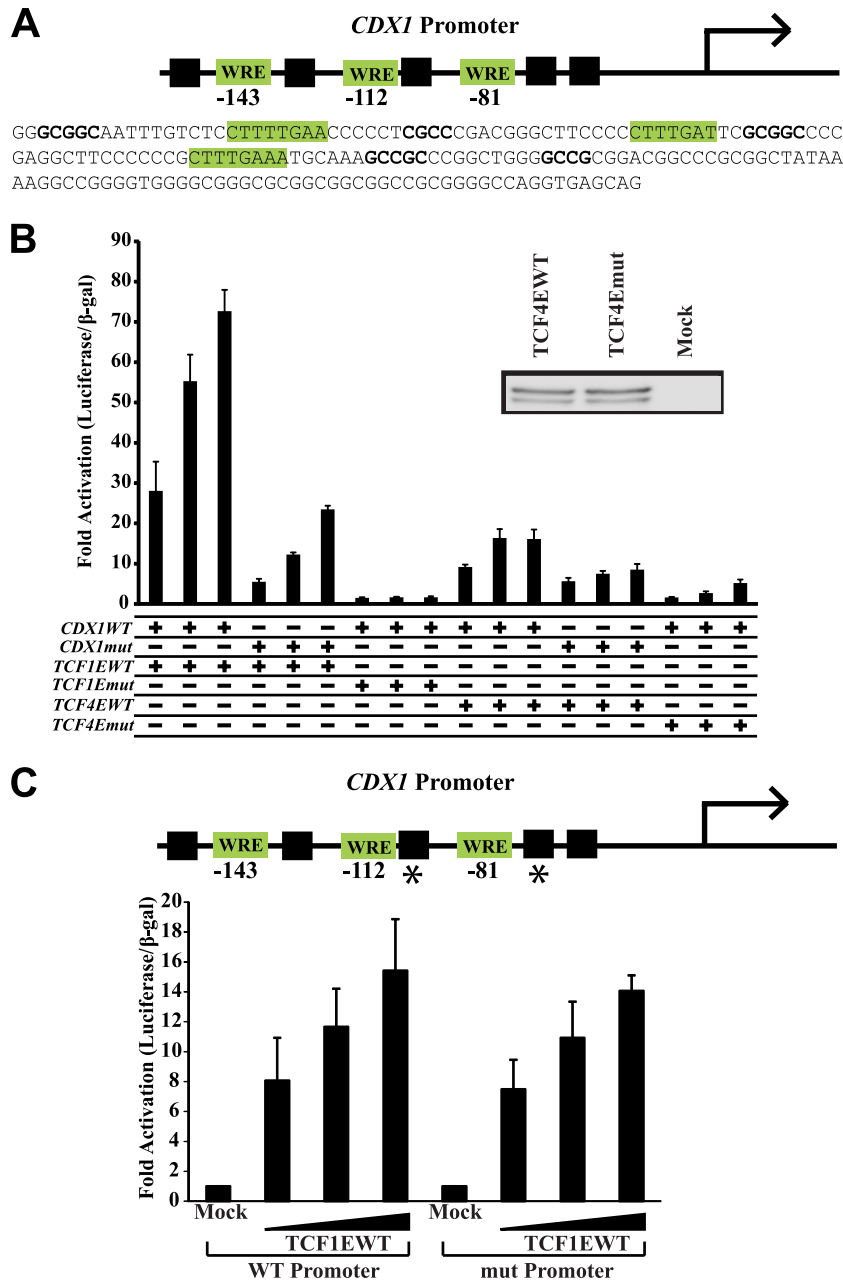 A
CDX1 Promoter
WRE WRE WRE
-143 -112 -81
GGGCGGCAATTTGTCTCCTTTTGAACCCCCTCGCCCGACGGGCTTCCCCCTTTGATTCGCGGCCCC
GAGGCTTCCCCCCGCTTTGAAATGCAAAGCCGCCCGGCTGGGGCCGCGGACGGCCCGCGGCTATAA
AAGGCCGGGGTGGGGCGGGCGCGGCGGCGGCCGCGGGGCCAGGTGAGCAG
B
Fold Activation (Luciferase/β-gal)
90
80
70
60
50
40
30
20
10
0
TCF4EWT
TCF4Emut
Mock
CDX1WT + + + - - - + + + + + + - - - + + +
CDX1mut - - - + + + - - - - - - + + + - - -
TCF1EWT + + + + + + - - - - - - - - - - - -
TCF1Emut - - - - - - + + + - - - - - - - - -
TCF4EWT - - - - - - - - - + + + + + + - - -
TCF4Emut - - - - - - - - - - - - - - - + + +
C
CDX1 Promoter
WRE WRE WRE
-143 -112 * -81 *
Fold Activation (Luciferase/β-gal)
20
18
16
14
12
10
8
6
4
2
0
Mock Mock
TCF1EWT TCF1EWT
WT Promoter mut Promoter